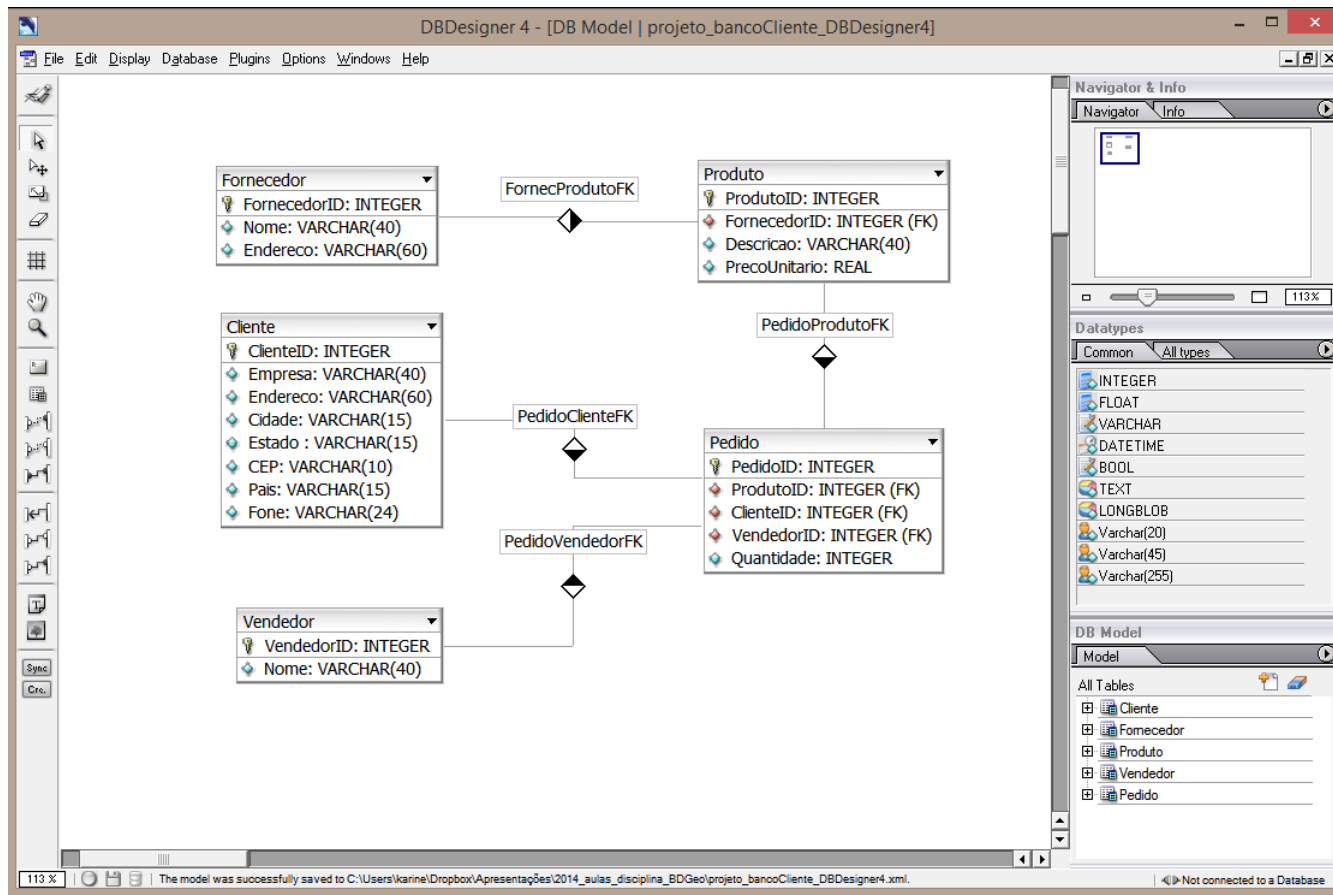 DBDesigner 4 - [DB Model | projeto_bancoCliente_DBDesigner4]
File Edit Display Database Plugins Options Windows Help
Fornecedor
FornecedorID: INTEGER
Nome: VARCHAR(40)
Endereco: VARCHAR(60)
FornecProdutoFK
Produto
ProdutoID: INTEGER
FornecedorID: INTEGER (FK)
Descricao: VARCHAR(40)
PrecoUnitario: REAL
PedidoProdutoFK
Cliente
ClienteID: INTEGER
Empresa: VARCHAR(40)
Endereco: VARCHAR(60)
Cidade: VARCHAR(15)
Estado : VARCHAR(15)
CEP: VARCHAR(10)
Pais: VARCHAR(15)
Fone: VARCHAR(24)
PedidoClienteFK
Pedido
PedidoID: INTEGER
ProdutoID: INTEGER (FK)
ClienteID: INTEGER (FK)
VendedorID: INTEGER (FK)
Quantidade: INTEGER
PedidoVendedorFK
Vendedor
VendedorID: INTEGER
Nome: VARCHAR(40)
Sync
Cre.
Navigator & Info
Navigator Info
113%
Datatypes
Common All types
INTEGER
FLOAT
VARCHAR
DATETIME
BOOL
TEXT
LONGBLOB
Varchar(20)
Varchar(45)
Varchar(255)
DB Model
Model
All Tables
Cliente
Fornecedor
Produto
Vendedor
Pedido
113 % The model was successfully saved to C:\Users\karine\Dropbox\Apresentações\2014_aulas_disciplina_BDGeo\projeto_bancoCliente_DBDesigner4.xml. Not connected to a Database